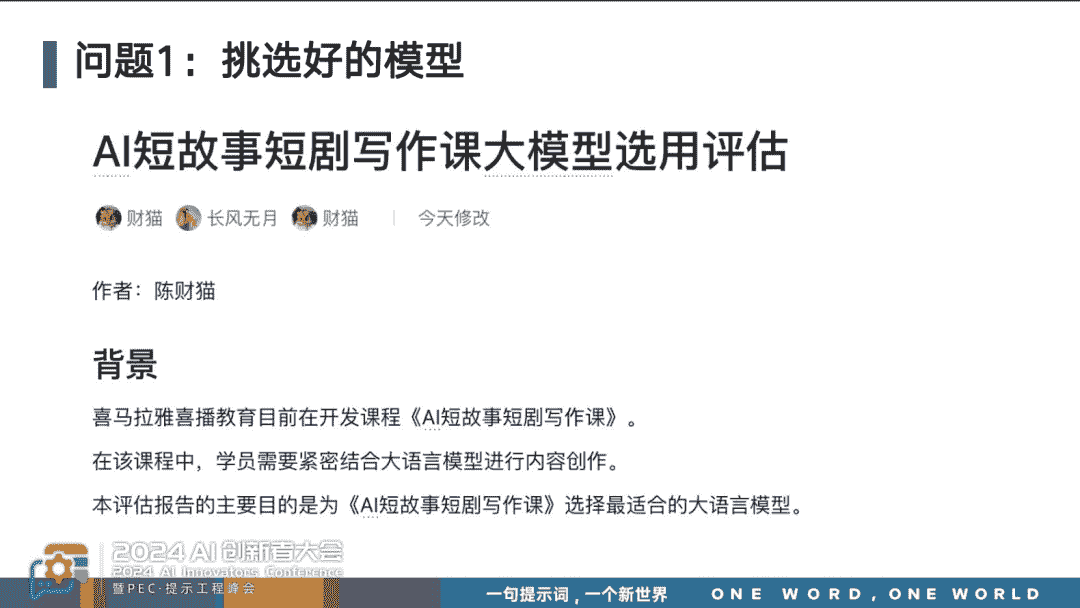 问题1：挑选好的模型
AI短故事短剧写作课大模型选用评估
财猫 长风无月 财猫 | 今天修改
作者：陈财猫
背景
喜马拉雅喜播教育目前在开发课程《AI短故事短剧写作课》。
在该课程中，学员需要紧密结合大语言模型进行内容创作。
本评估报告的主要目的是为《AI短故事短剧写作课》选择最适合的大语言模型。
2024 AI 创新者大会
2024 AI Innovators Conference
暨PEC·提示工程峰会
一句提示词，一个新世界 ONE WORD, ONE WORLD